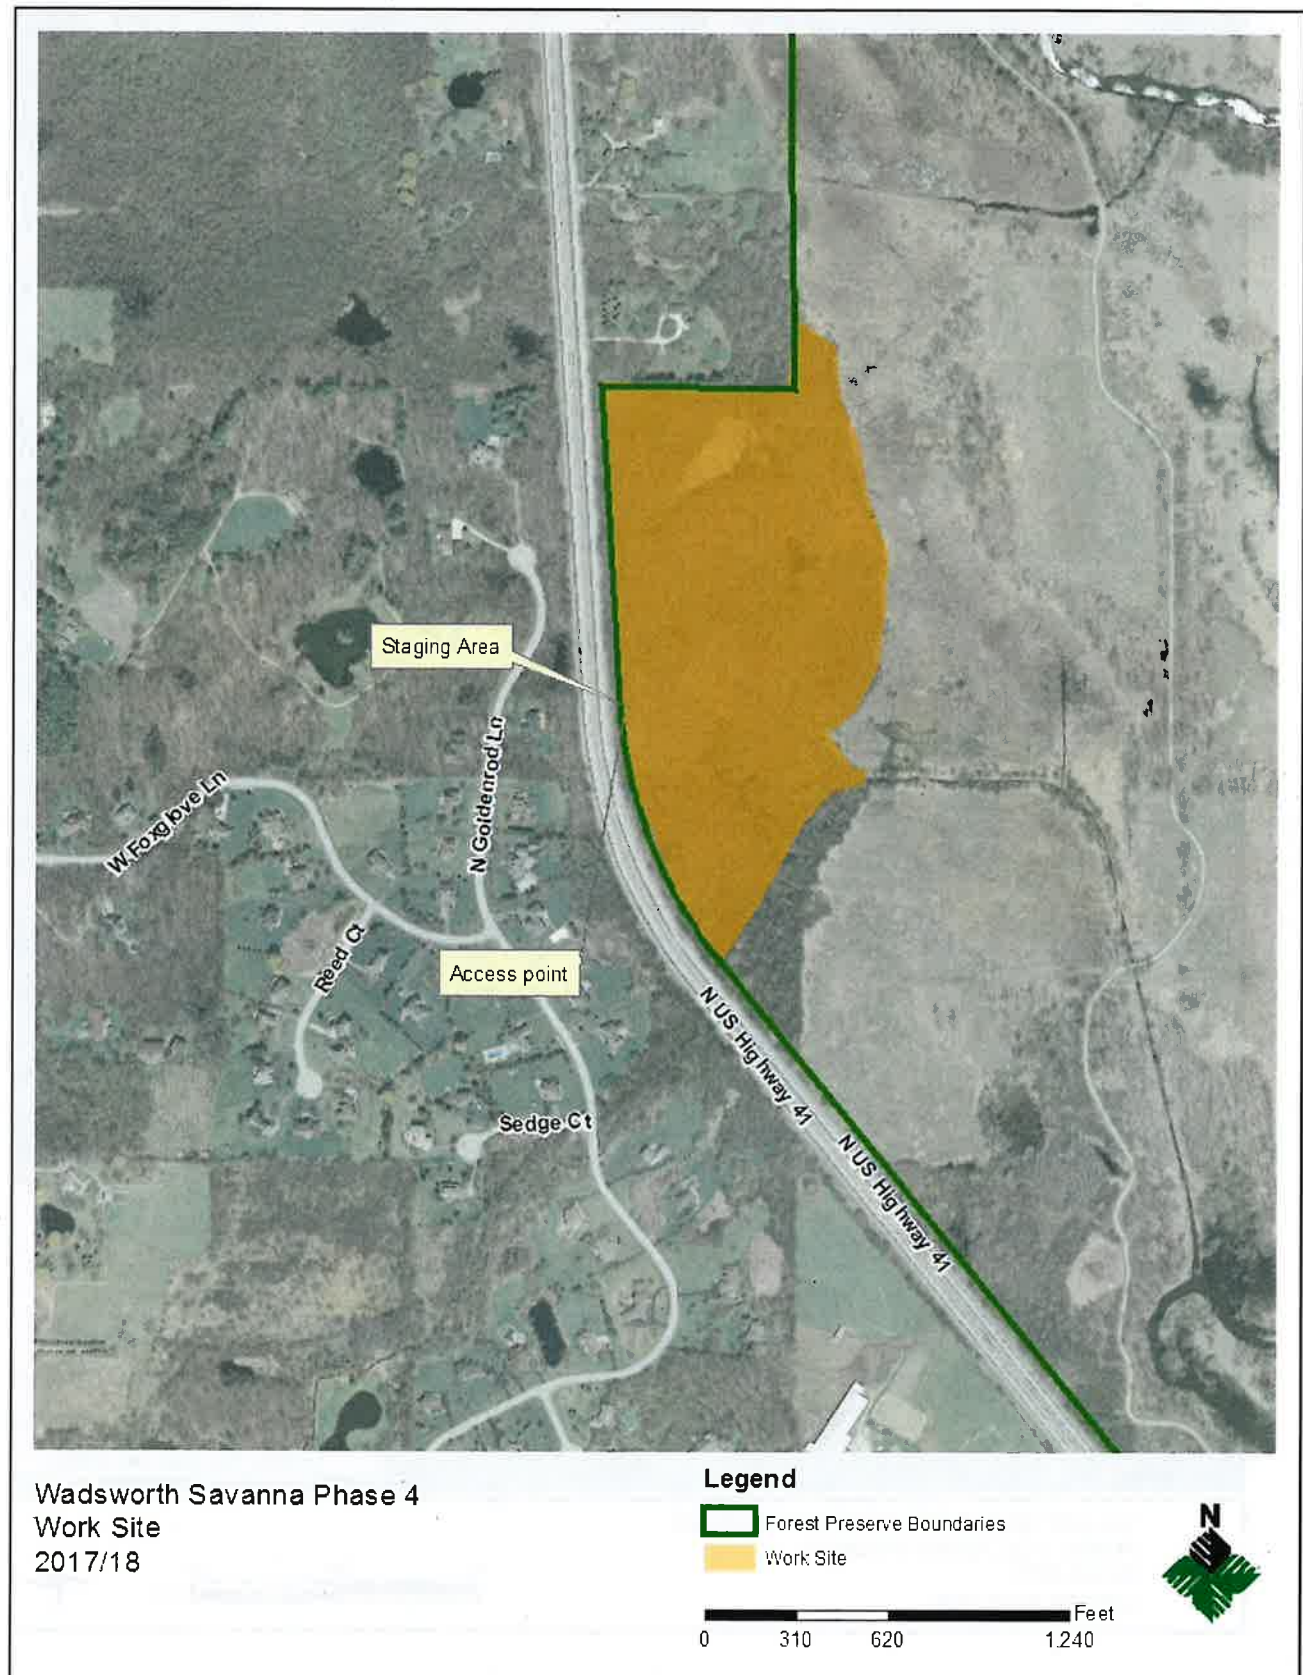 Staging Area
W Foxglove Ln
N Goldenrod Ln
Reed Ct
Access point
N US Highway 41
Sedge Ct
N US Highway 41
Wadsworth Savanna Phase 4
Work Site
2017/18
Legend
Forest Preserve Boundaries
Work Site
N
Feet
0 310 620 1,240